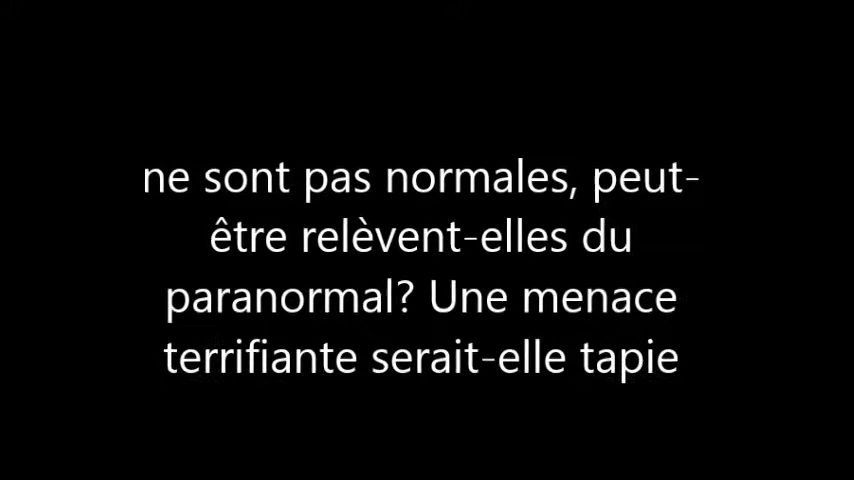 ne sont pas normales, peut-
être relèvent-elles du
paranormal? Une menace
terrifiante serait-elle tapie